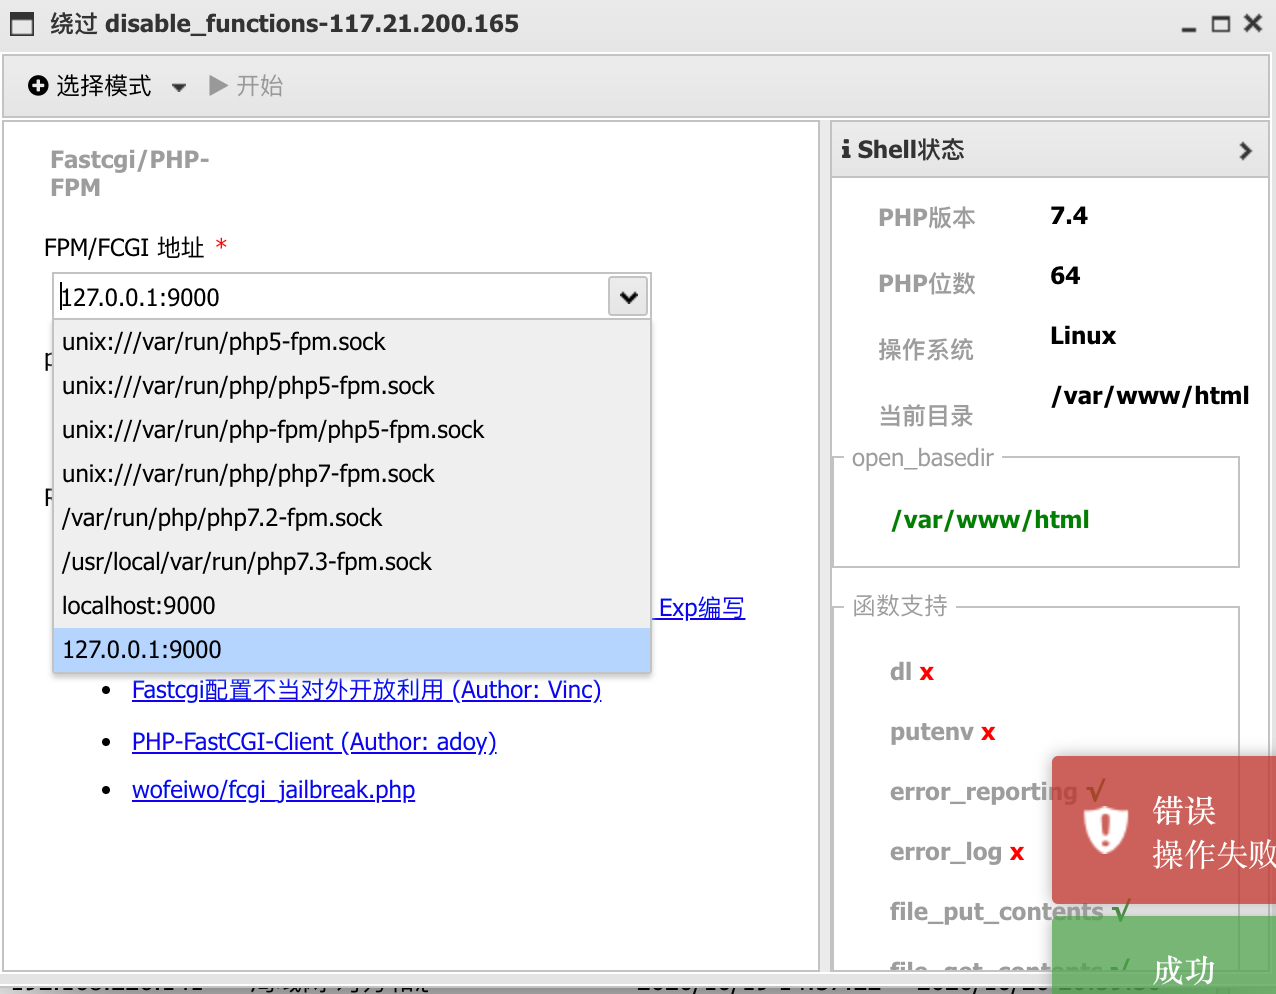 绕过 disable_functions-117.21.200.165
选择模式
开始
Fastcgi/PHP-
FPM
FPM/FCGI 地址 *
127.0.0.1:9000
unix:///var/run/php5-fpm.sock
unix:///var/run/php/php5-fpm.sock
unix:///var/run/php-fpm/php5-fpm.sock
unix:///var/run/php/php7-fpm.sock
/var/run/php/php7.2-fpm.sock
/usr/local/var/run/php7.3-fpm.sock
localhost:9000
127.0.0.1:9000
Exp编写
Fastcgi配置不当对外开放利用 (Author: Vinc)
PHP-FastCGI-Client (Author: adoy)
wofeiwo/fcgi_jailbreak.php
Shell状态
PHP版本 7.4
PHP位数 64
操作系统 Linux
当前目录 /var/www/html
open_basedir
/var/www/html
函数支持
dl x
putenv x
error_reporting √
error_log x
file_put_contents √
file_get_contents √
错误
操作失败
成功